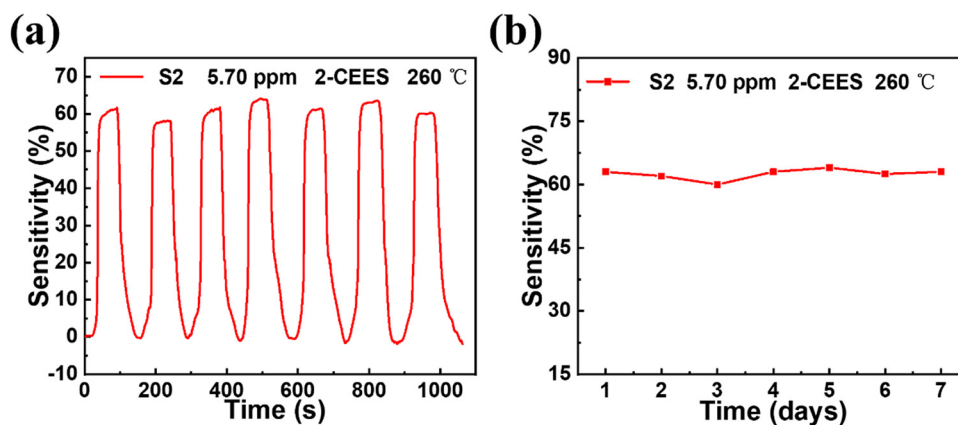 (a)
S2 5.70 ppm 2-CEES 260 ℃
Sensitivity (%)
70
60
50
40
30
20
10
0
-10
0 200 400 600 800 1000
Time (s)
(b)
S2 5.70 ppm 2-CEES 260 ℃
Sensitivity (%)
90
75
60
45
30
15
1 2 3 4 5 6 7
Time (days)